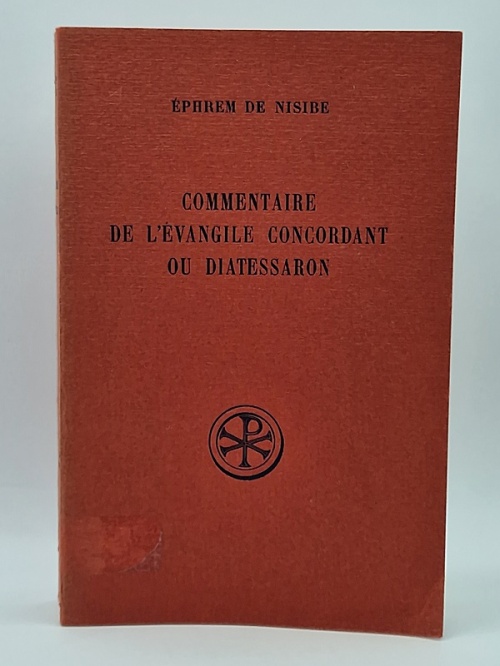 ÉPHREM DE NISIBE
COMMENTAIRE
DE L'ÉVANGILE CONCORDANT
OU DIATESSARON